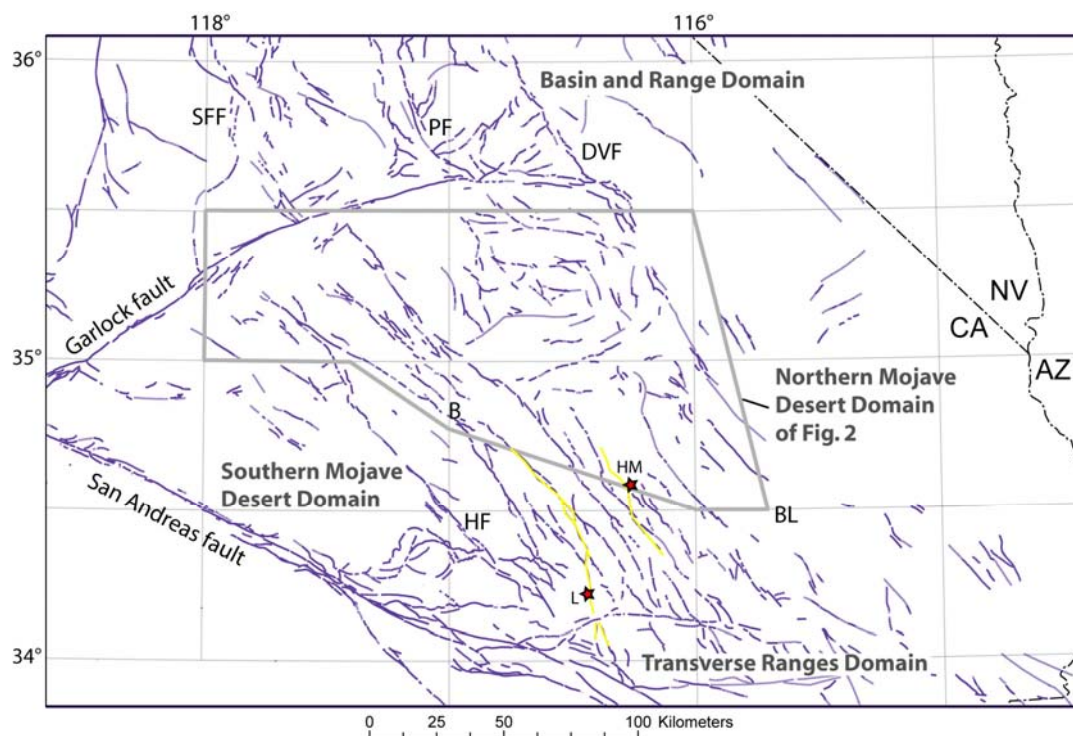 118°
116°
36°
Basin and Range Domain
SFF
PF
DVF
Garlock fault
NV
CA
35°
AZ
Northern Mojave
Desert Domain
of Fig. 2
B
HM
Southern Mojave
Desert Domain
San Andreas fault
HF
BL
L
34°
Transverse Ranges Domain
0 25 50 100 Kilometers